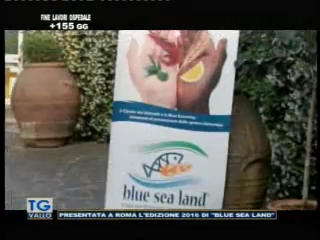 FINE LAVORI OSPEDALE
+155 GG
blue sea land
TG
VALLO
PRESENTATA A ROMA L'EDIZIONE 2016 DI "BLUE SEA LAND"